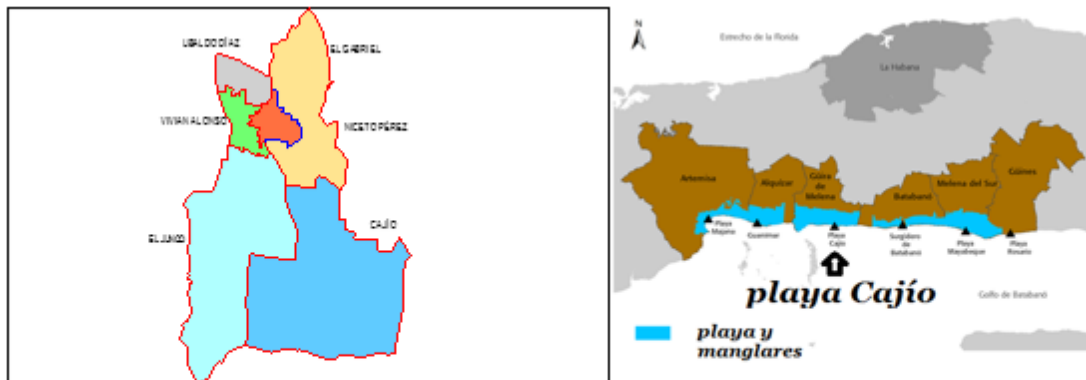 UBALDO DÍAZ
EL GABRIEL
VIVIAN ALONSO
NICETO PÉREZ
EL JUNCO
CAJÍO
N
Estrecho de la Florida
La Habana
Artemisa
Alquizar
Güira
de
Melena
Batabanó
Melena del Sur
Güines
Playa
Majana
Guanimar
Playa
Cajío
Surgidero
de
Batabanó
Playa
Mayabeque
Playa
Rosario
playa Cajío
Golfo de Batabanó
playa y
manglares